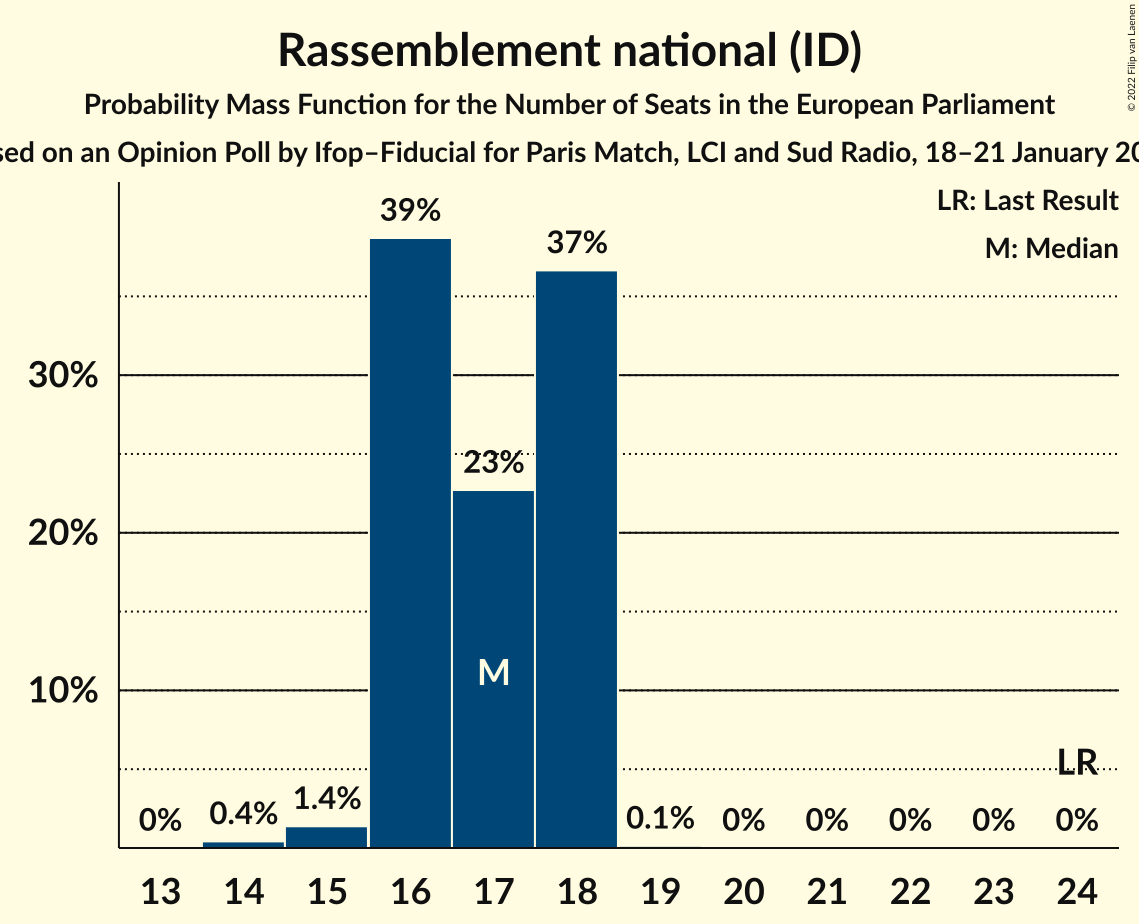 © 2022 Filip van Laenen
Rassemblement national (ID)
Probability Mass Function for the Number of Seats in the European Parliament
on an Opinion Poll by Ifop–Fiducial for Paris Match, LCI and Sud Radio, 18–21 January
LR: Last Result
M: Median
39%
37%
30%
23%
20%
M
10%
LR
0% 0.4% 1.4% 0.1% 0% 0% 0% 0% 0%
13 14 15 16 17 18 19 20 21 22 23 24